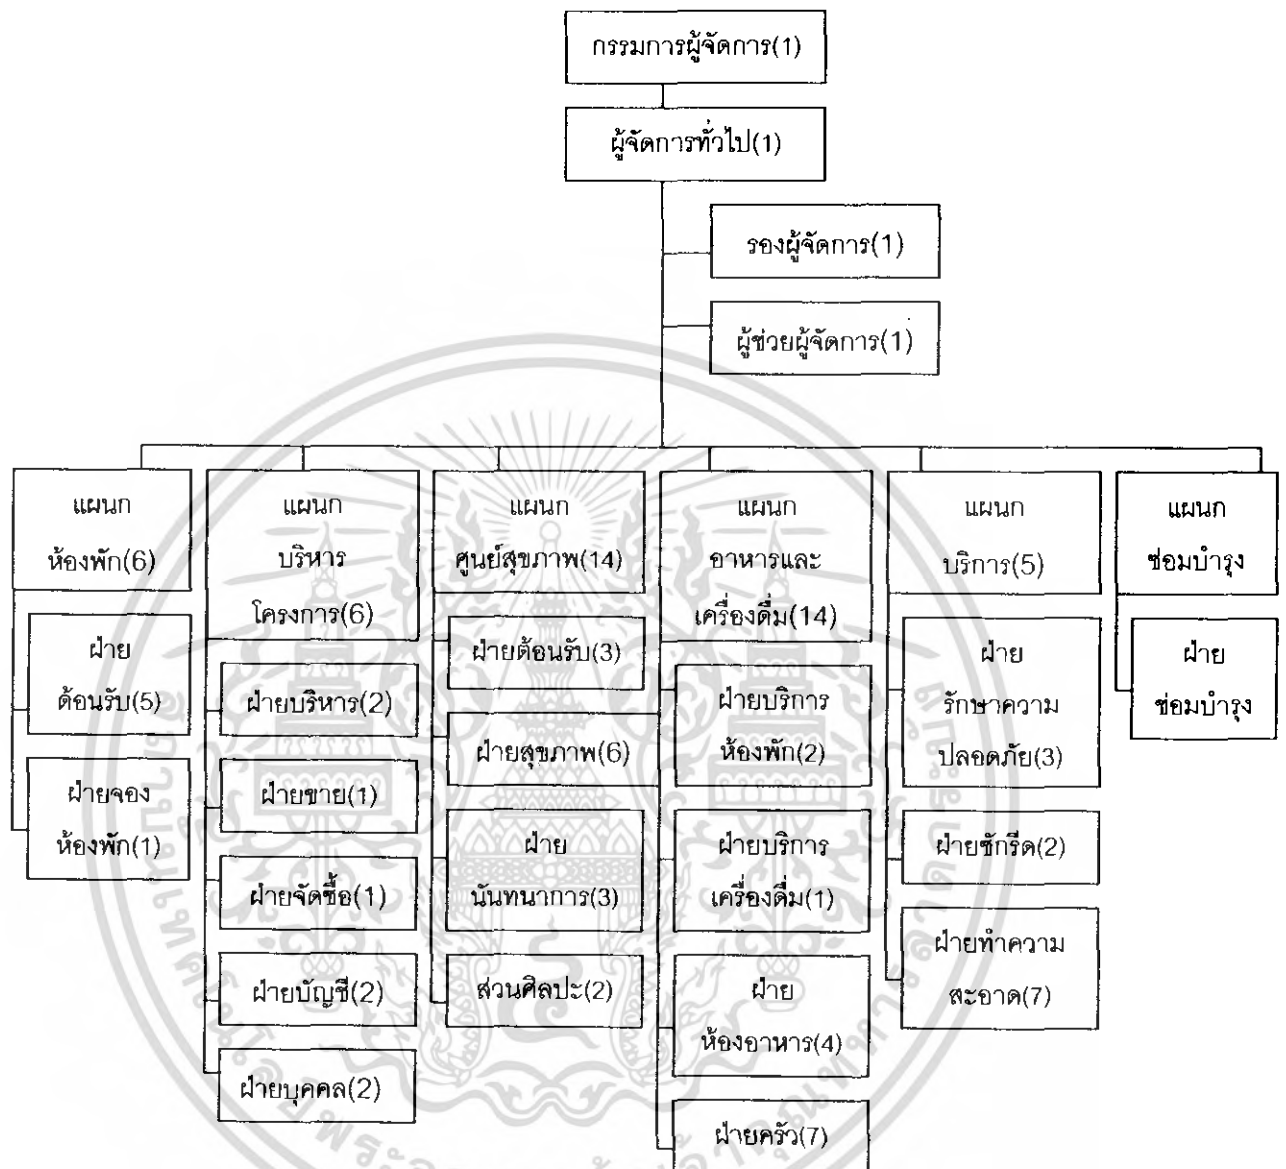 กรรมการผู้จัดการ(1)
ผู้จัดการทั่วไป(1)
รองผู้จัดการ(1)
ผู้ช่วยผู้จัดการ(1)
แผนก
ห้องพัก(6)
ฝ่าย
ต้อนรับ(5)
ฝ่ายจอง
ห้องพัก(1)
แผนก
บริหาร
โครงการ(6)
ฝ่ายบริหาร(2)
ฝ่ายขาย(1)
ฝ่ายจัดซื้อ(1)
ฝ่ายบัญชี(2)
ฝ่ายบุคคล(2)
แผนก
ศูนย์สุขภาพ(14)
ฝ่ายต้อนรับ(3)
ฝ่ายสุขภาพ(6)
ฝ่าย
นันทนาการ(3)
ส่วนศิลปะ(2)
แผนก
อาหารและ
เครื่องดื่ม(14)
ฝ่ายบริการ
ห้องพัก(2)
ฝ่ายบริการ
เครื่องดื่ม(1)
ฝ่าย
ห้องอาหาร(4)
ฝ่ายครัว(7)
แผนก
บริการ(5)
ฝ่าย
รักษาความ
ปลอดภัย(3)
ฝ่ายซักรีด(2)
ฝ่ายทำความ
สะอาด(7)
แผนก
ซ่อมบำรุง
ฝ่าย
ซ่อมบำรุง